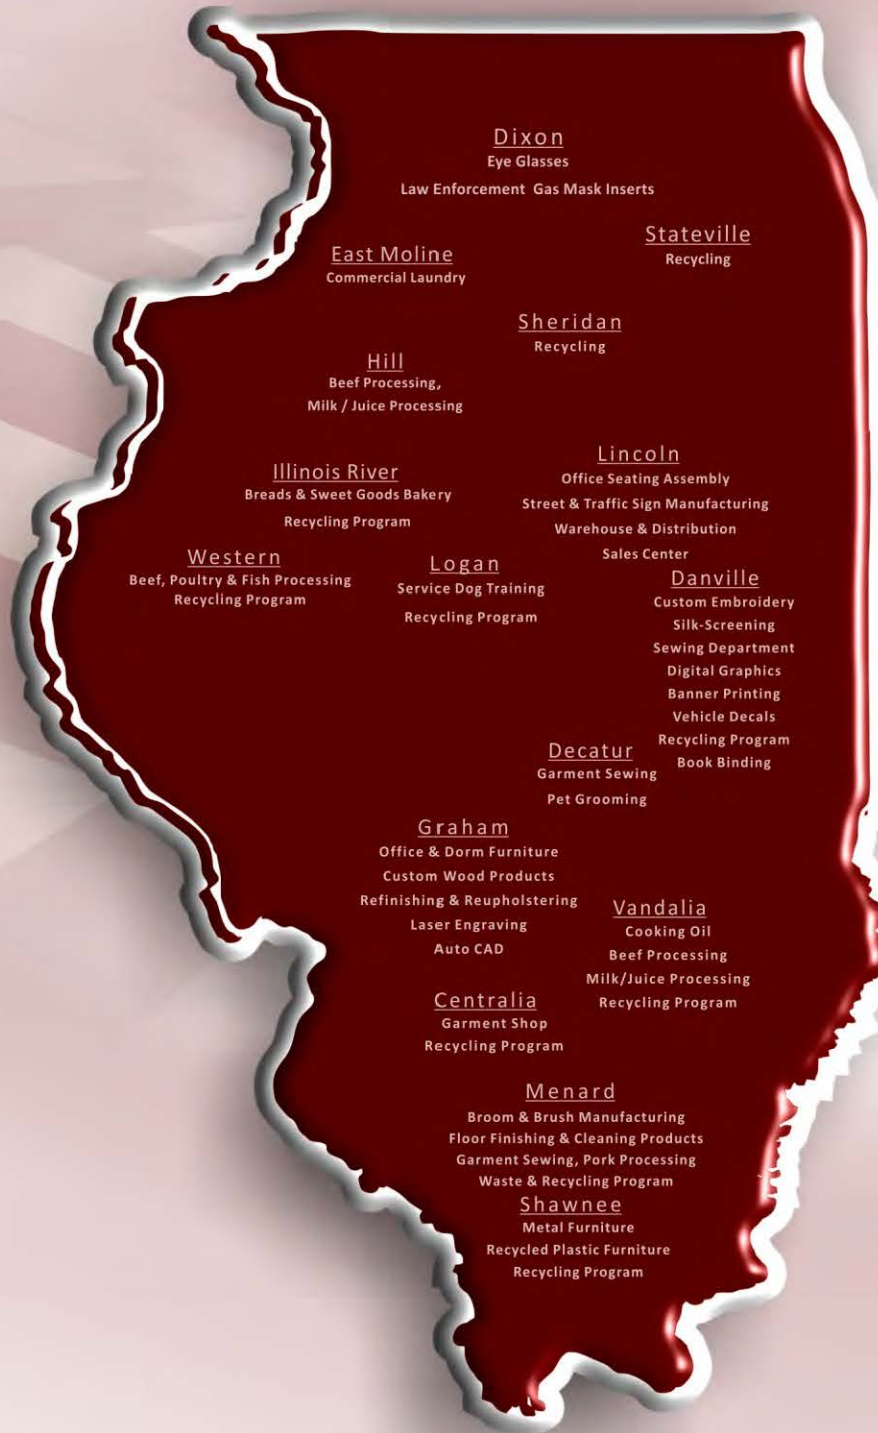 Dixon
Eye Glasses
Law Enforcement Gas Mask Inserts
Stateville
Recycling
East Moline
Commercial Laundry
Sheridan
Recycling
Hill
Beef Processing,
Milk / Juice Processing
Lincoln
Office Seating Assembly
Street & Traffic Sign Manufacturing
Warehouse & Distribution
Sales Center
Illinois River
Breads & Sweet Goods Bakery
Recycling Program
Western
Beef, Poultry & Fish Processing
Recycling Program
Logan
Service Dog Training
Recycling Program
Danville
Custom Embroidery
Silk-Screening
Sewing Department
Digital Graphics
Banner Printing
Vehicle Decals
Recycling Program
Book Binding
Decatur
Garment Sewing
Pet Grooming
Graham
Office & Dorm Furniture
Custom Wood Products
Refinishing & Reupholstering
Laser Engraving
Auto CAD
Vandalia
Cooking Oil
Beef Processing
Milk/Juice Processing
Recycling Program
Centralia
Garment Shop
Recycling Program
Menard
Broom & Brush Manufacturing
Floor Finishing & Cleaning Products
Garment Sewing, Pork Processing
Waste & Recycling Program
Shawnee
Metal Furniture
Recycled Plastic Furniture
Recycling Program